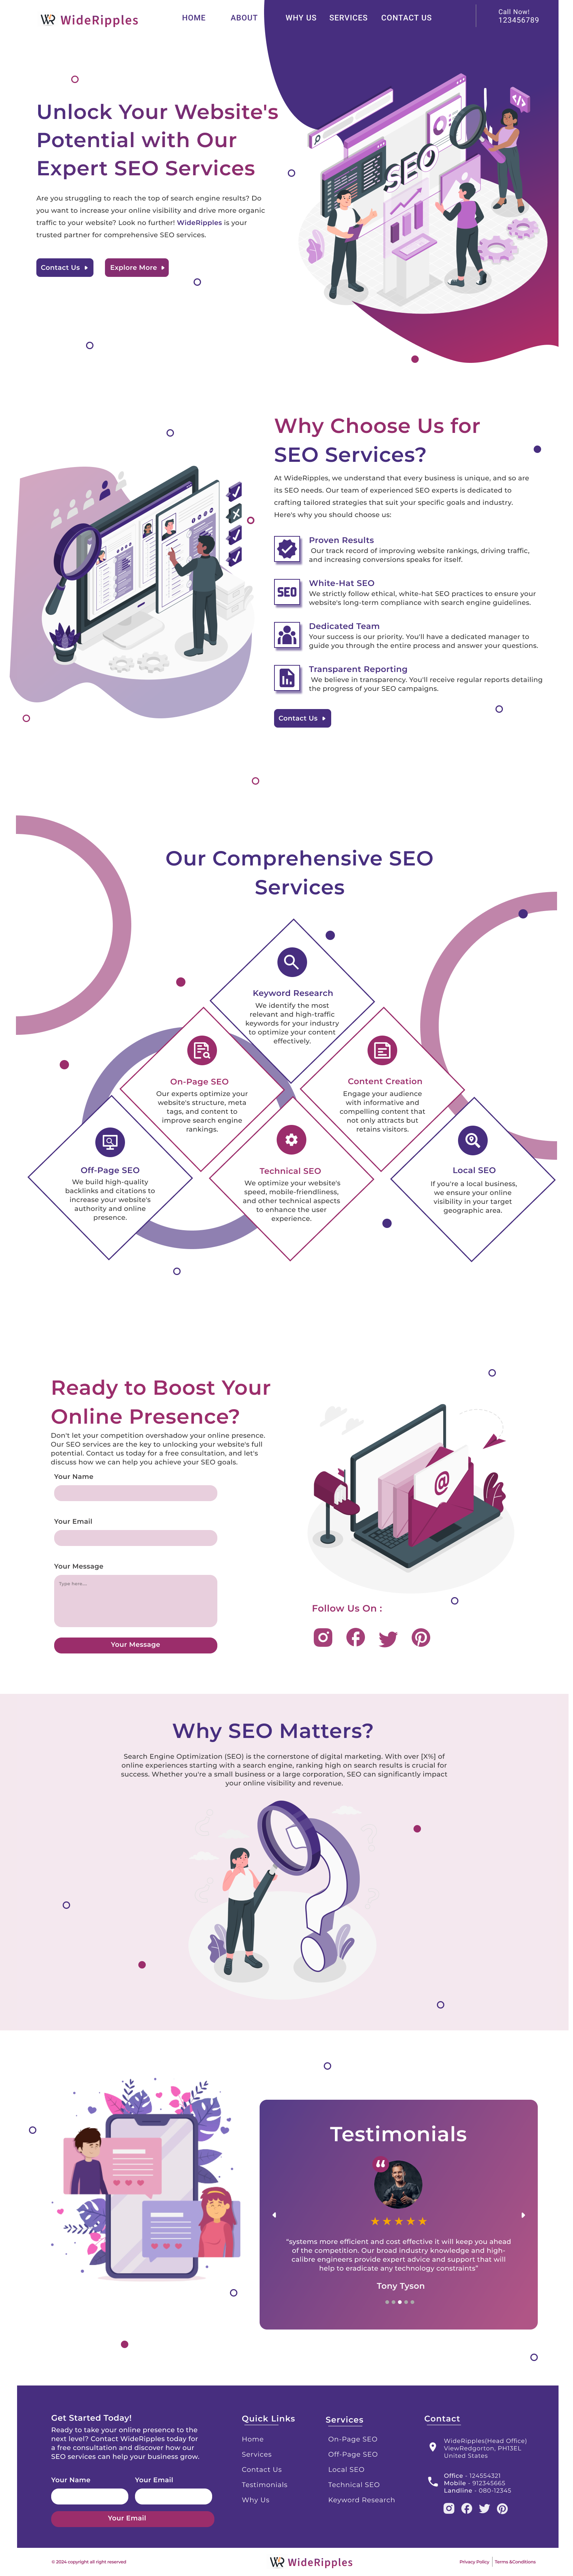 WR WideRipples
HOME ABOUT WHY US SERVICES CONTACT US
Call Now!
123456789
Unlock Your Website's
Potential with Our
Expert SEO Services
Are you struggling to reach the top of search engine results? Do
you want to increase your online visibility and drive more organic
traffic to your website? Look no further! WideRipples is your
trusted partner for comprehensive SEO services.
Contact Us
Explore More
SEO
Why Choose Us for
SEO Services?
At WideRipples, we understand that every business is unique, and so are
its SEO needs. Our team of experienced SEO experts is dedicated to
crafting tailored strategies that suit your specific goals and industry.
Here's why you should choose us:
Proven Results
Our track record of improving website rankings, driving traffic,
and increasing conversions speaks for itself.
SEO
White-Hat SEO
We strictly follow ethical, white-hat SEO practices to ensure your
website's long-term compliance with search engine guidelines.
Dedicated Team
Your success is our priority. You'll have a dedicated manager to
guide you through the entire process and answer your questions.
Transparent Reporting
We believe in transparency. You'll receive regular reports detailing
the progress of your SEO campaigns.
Contact Us
Our Comprehensive SEO
Services
Keyword Research
We identify the most
relevant and high-traffic
keywords for your industry
to optimize your content
effectively.
On-Page SEO
Our experts optimize your
website's structure, meta
tags, and content to
improve search engine
rankings.
Content Creation
Engage your audience
with informative and
compelling content that
not only attracts but
retains visitors.
Off-Page SEO
We build high-quality
backlinks and citations to
increase your website's
authority and online
presence.
Technical SEO
We optimize your website's
speed, mobile-friendliness,
and other technical aspects
to enhance the user
experience.
Local SEO
If you're a local business,
we ensure your online
visibility in your target
geographic area.
Ready to Boost Your
Online Presence?
Don't let your competition overshadow your online presence.
Our SEO services are the key to unlocking your website's full
potential. Contact us today for a free consultation, and let's
discuss how we can help you achieve your SEO goals.
Your Name
Your Email
Your Message
Type here....
Your Message
@
Follow Us On :
Why SEO Matters?
Search Engine Optimization (SEO) is the cornerstone of digital marketing. With over [X%] of
online experiences starting with a search engine, ranking high on search results is crucial for
success. Whether you're a small business or a large corporation, SEO can significantly impact
your online visibility and revenue.
Testimonials
"systems more efficient and cost effective it will keep you ahead
of the competition. Our broad industry knowledge and high-
calibre engineers provide expert advice and support that will
help to eradicate any technology constraints"
Tony Tyson
Get Started Today!
Ready to take your online presence to the
next level? Contact WideRipples today for
a free consultation and discover how our
SEO services can help your business grow.
Your Name Your Email
Your Email
Quick Links
Home
Services
Contact Us
Testimonials
Why Us
Services
On-Page SEO
Off-Page SEO
Local SEO
Technical SEO
Keyword Research
Contact
WideRipples(Head Office)
ViewRedgorton, PH13EL
United States
Office - 124554321
Mobile - 912345665
Landline - 080-12345
© 2024 copyright all right reserved
WR WideRipples
Privacy Policy Terms &Conditions